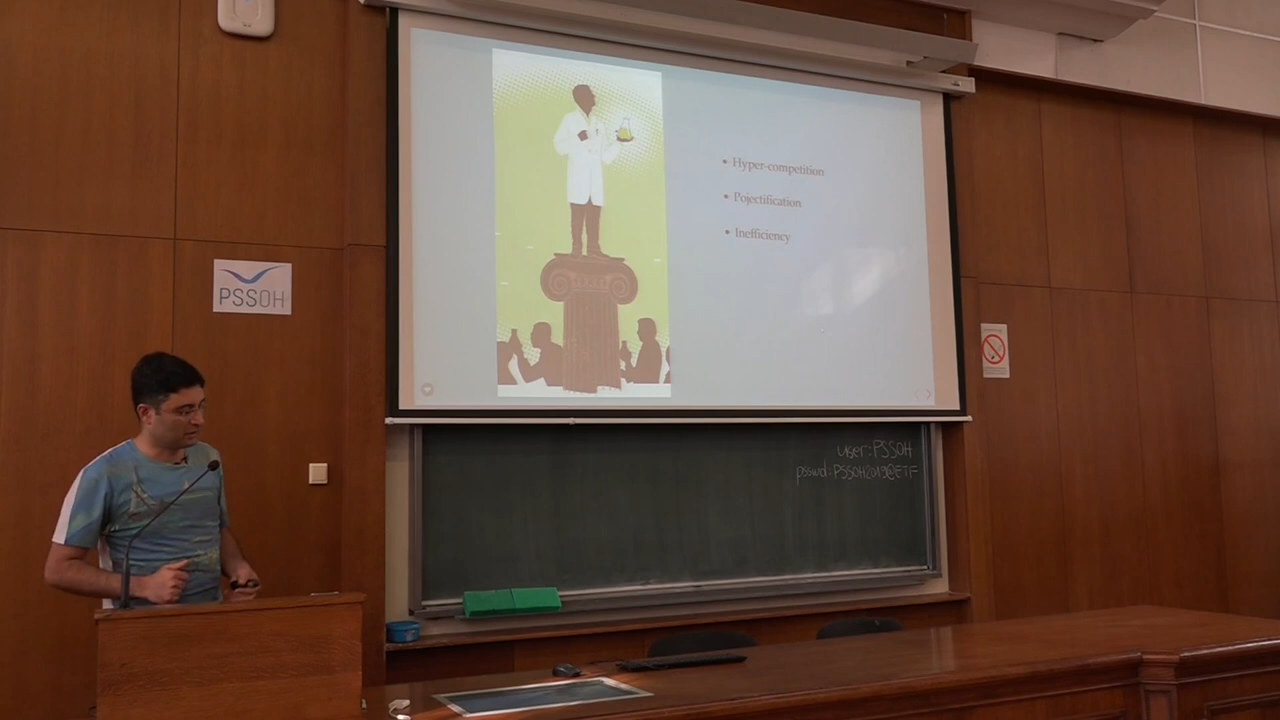 • Hyper-competition
• Pojectification
• Inefficiency
PSSOH
user: PSSOH
psswd: PSSOH2019@ETF